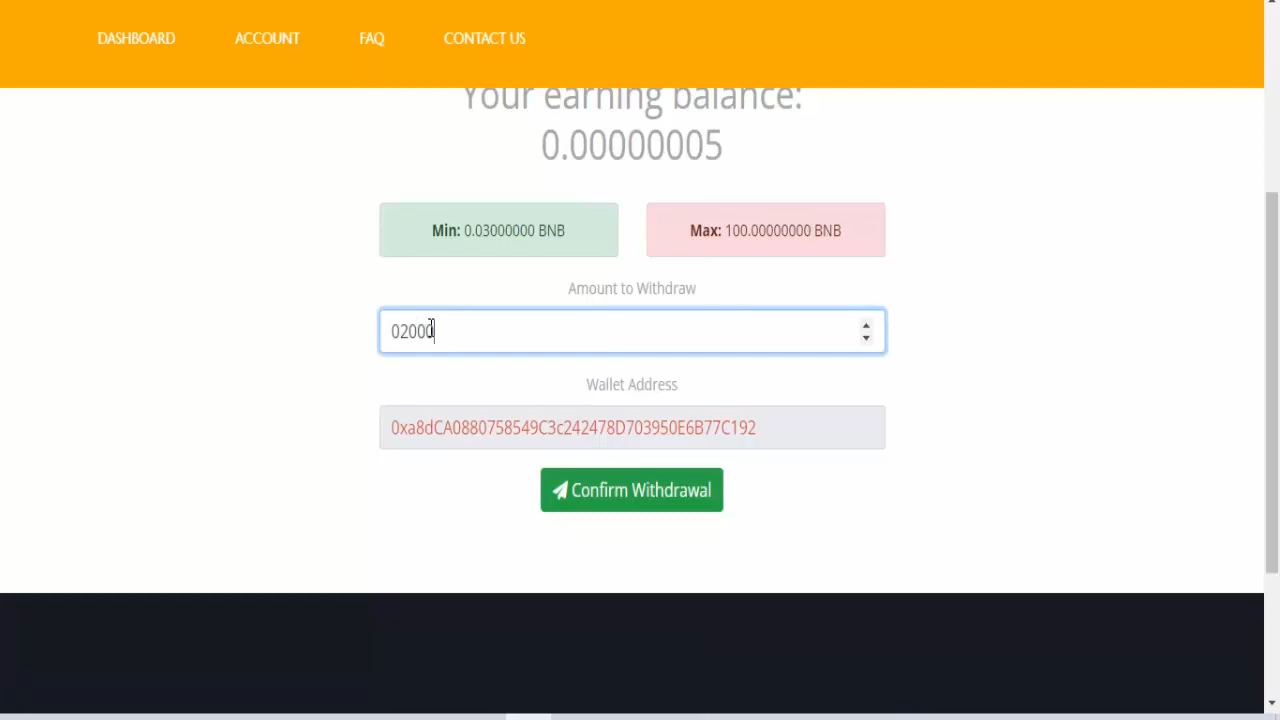 DASHBOARD ACCOUNT FAQ CONTACT US
Your earning balance:
0.00000005
Min: 0.03000000 BNB Max: 100.00000000 BNB
Amount to Withdraw
02000
Wallet Address
0xa8dCA0880758549C3c242478D703950E6B77C192
Confirm Withdrawal